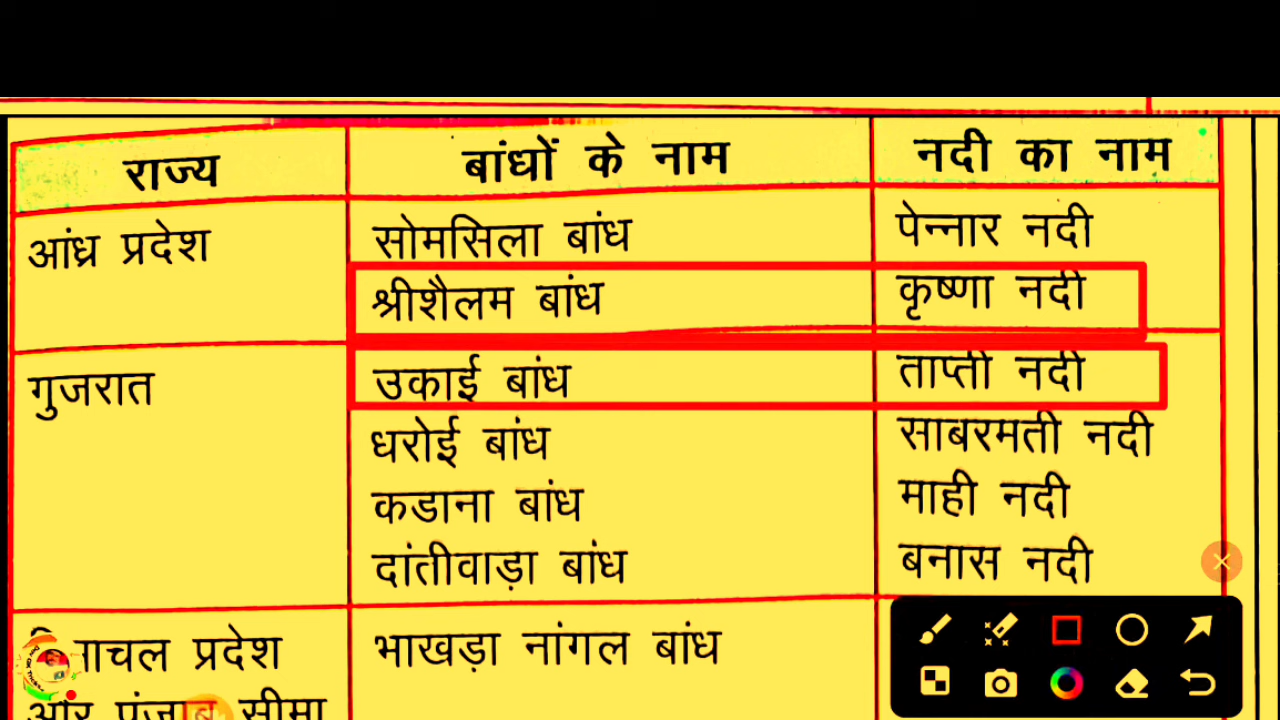 राज्य बांधों के नाम नदी का नाम
आंध्र प्रदेश सोमसिला बांध पेन्नार नदी
श्रीशैलम बांध कृष्णा नदी
गुजरात उकाई बांध ताप्ती नदी
धरोई बांध साबरमती नदी
कडाना बांध माही नदी
दांतीवाड़ा बांध बनास नदी
प्रदेश भाखड़ा नांगल बांध
और पंजाब सीमा